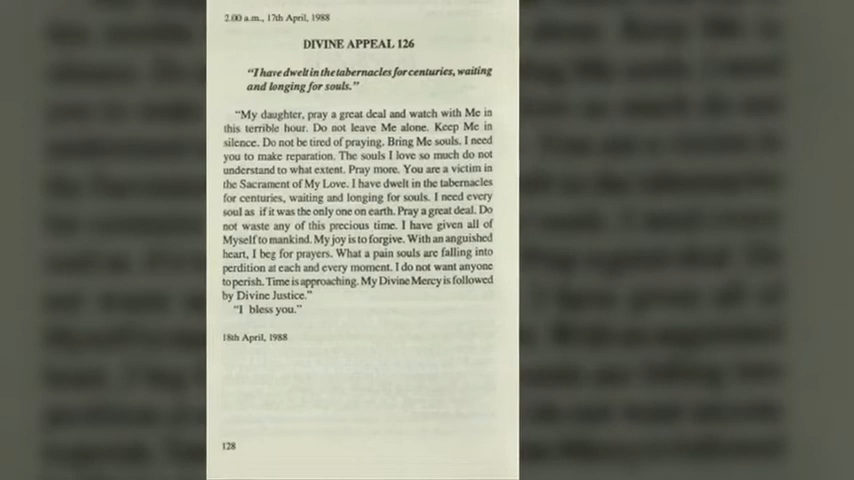 2.00 a.m., 17th April, 1988
DIVINE APPEAL 126
"I have dwelt in the tabernacles for centuries, waiting
and longing for souls."
"My daughter, pray a great deal and watch with Me in
this terrible hour. Do not leave Me alone. Keep Me in
silence. Do not be tired of praying. Bring Me souls. I need
you to make reparation. The souls I love so much do not
understand to what extent. Pray more. You are a victim in
the Sacrament of My Love. I have dwelt in the tabernacles
for centuries, waiting and longing for souls. I need every
soul as if it was the only one on earth. Pray a great deal. Do
not waste any of this precious time. I have given all of
Myself to mankind. My joy is to forgive. With an anguished
heart, I beg for prayers. What a pain souls are falling into
perdition at each and every moment. I do not want anyone
to perish. Time is approaching. My Divine Mercy is followed
by Divine Justice."
"I bless you."
18th April, 1988
128